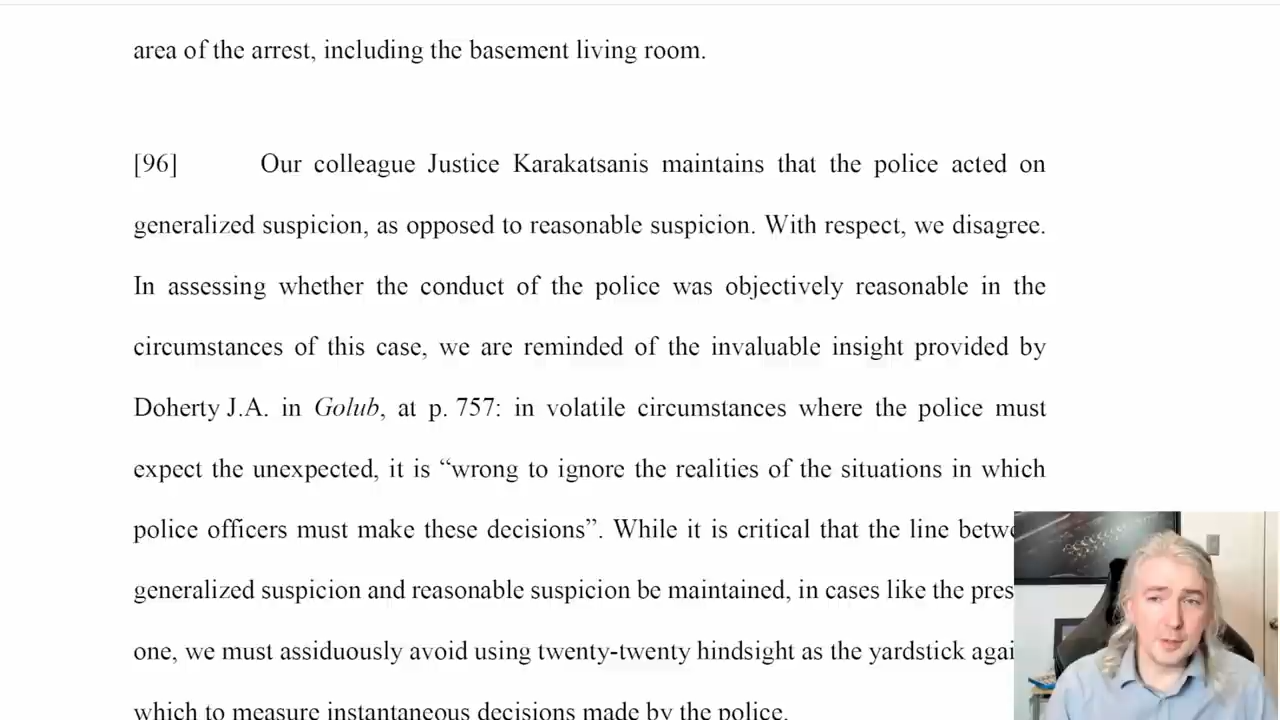 area of the arrest, including the basement living room.
[96] Our colleague Justice Karakatsanis maintains that the police acted on
generalized suspicion, as opposed to reasonable suspicion. With respect, we disagree.
In assessing whether the conduct of the police was objectively reasonable in the
circumstances of this case, we are reminded of the invaluable insight provided by
Doherty J.A. in Golub, at p. 757: in volatile circumstances where the police must
expect the unexpected, it is “wrong to ignore the realities of the situations in which
police officers must make these decisions”. While it is critical that the line
generalized suspicion and reasonable suspicion be maintained, in cases like the
one, we must assiduously avoid using twenty-twenty hindsight as the yardstick
which to measure instantaneous decisions made by the police.